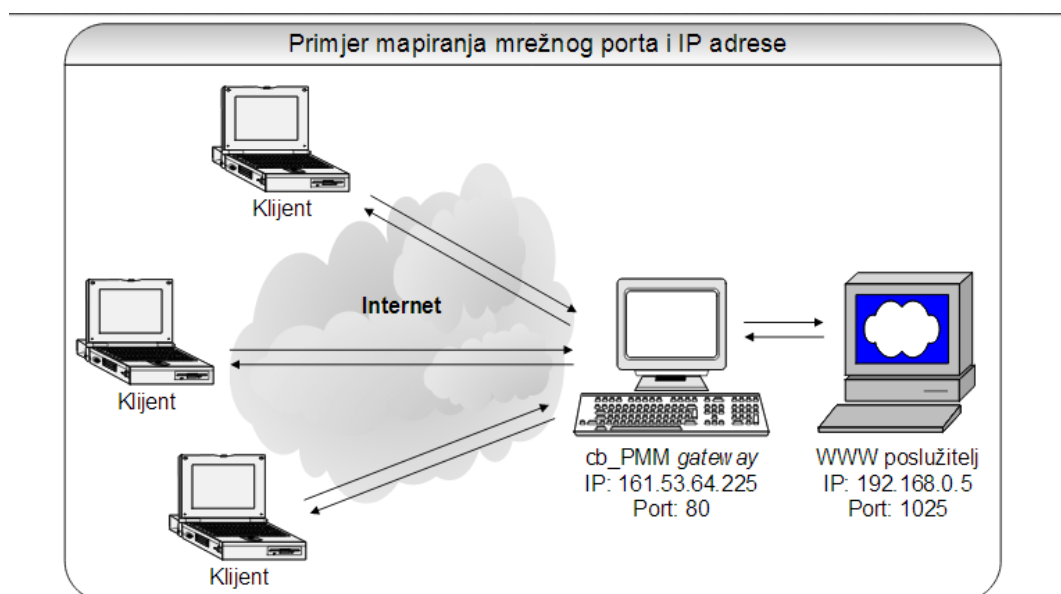 Primjer mapiranja mrežnog porta i IP adrese
Klijent
Internet
Klijent
cb_PMM gateway
IP: 161.53.64.225
Port: 80
WWW poslužitelj
IP: 192.168.0.5
Port: 1025
Klijent